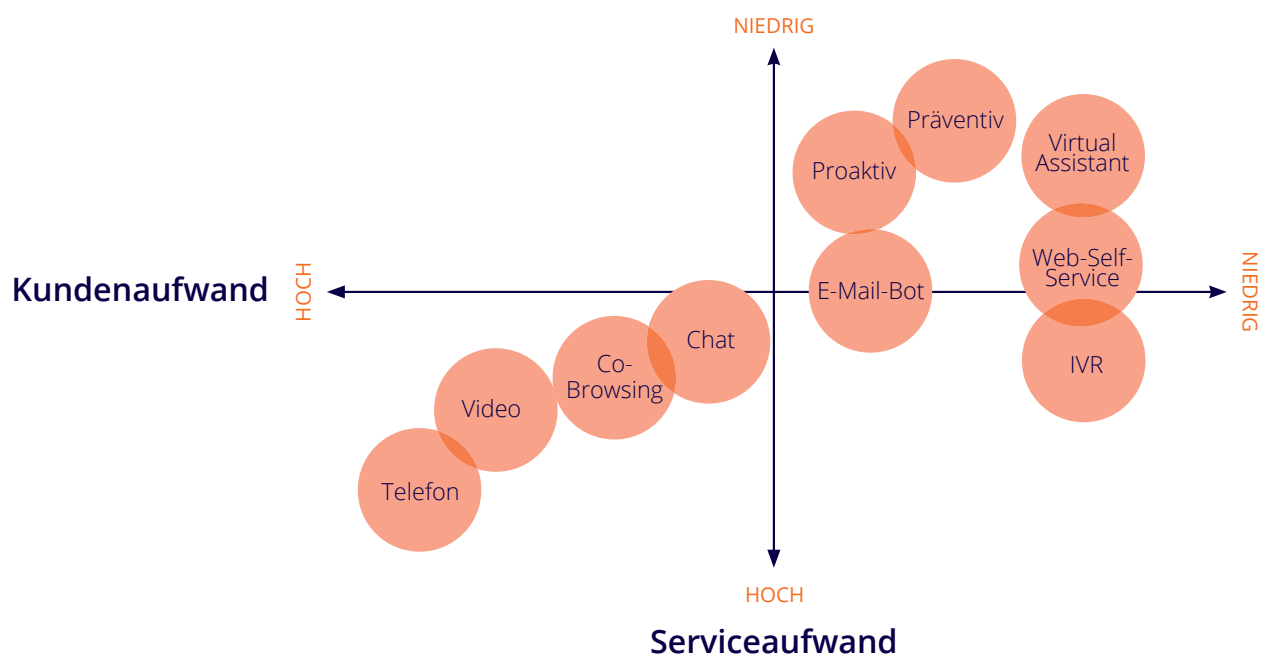 NIEDRIG
Präventiv
Virtual
Assistant
Proaktiv
Web-Self-
Service
E-Mail-Bot
Kundenaufwand
HOCH
NIEDRIG
Chat
Co-
Browsing
IVR
Video
Telefon
HOCH
Serviceaufwand